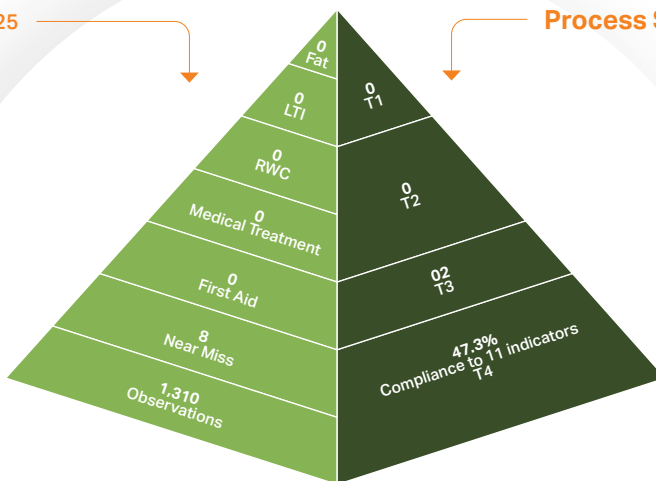 25
Process S
0
Fat
0
LTI
0
RWC
0
Medical Treatment
0
First Aid
8
Near Miss
1,310
Observations
0
T1
0
T2
02
T3
47.3%
Compliance to 11 indicators
T4